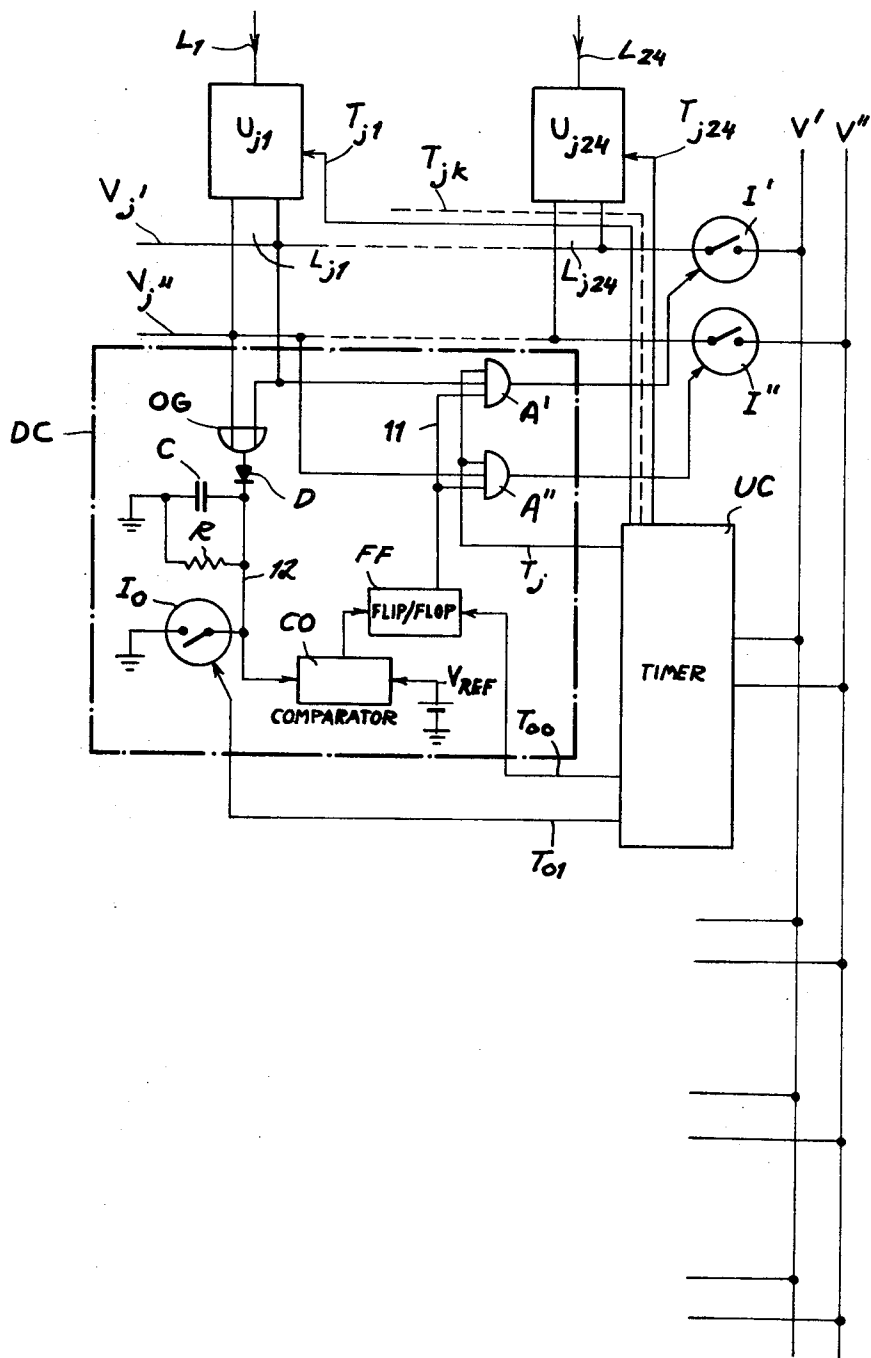 L1
L24
Uj1
Tj1
Uj24
Tj24
V' V"
Tjk
Vj'
I'
Lj1
Lj24
Vj"
I"
OG
A'
DC
11
C
D
A"
UC
R
Tj
12
FF
I0
FLIP/FLOP
CO
TIMER
VREF
COMPARATOR
T00
T01